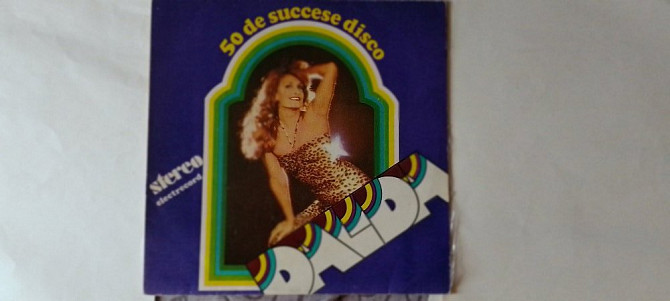 50 de succese disco
stereo
electrecord
DALIDA